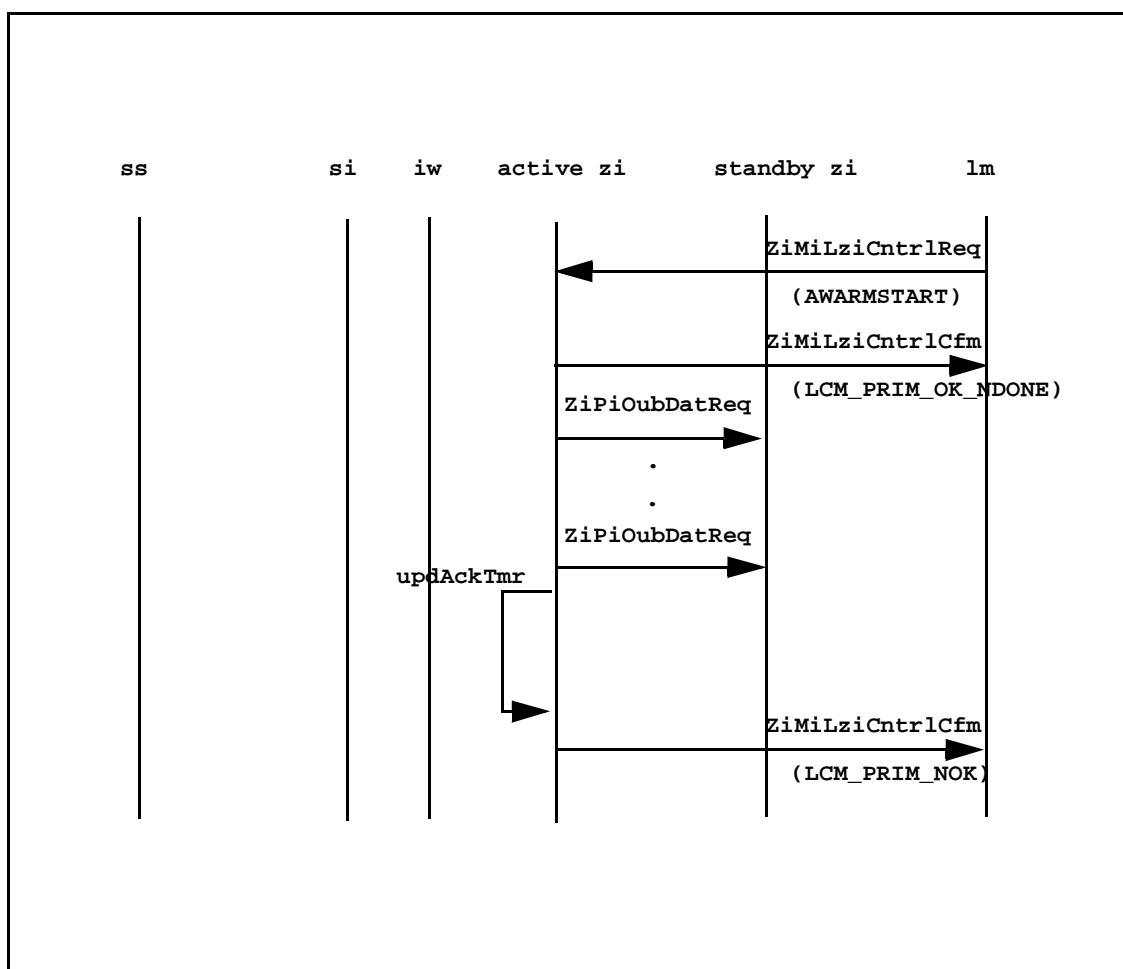 ss si iw active zi standby zi lm
ZiMiLziCntrlReq
(AWARMSTART)
ZiMiLziCntrlCfm
(LCM_PRIM_OK_NDONE)
ZiPiOubDatReq
.
.
ZiPiOubDatReq
updAckTmr
ZiMiLziCntrlCfm
(LCM_PRIM_NOK)